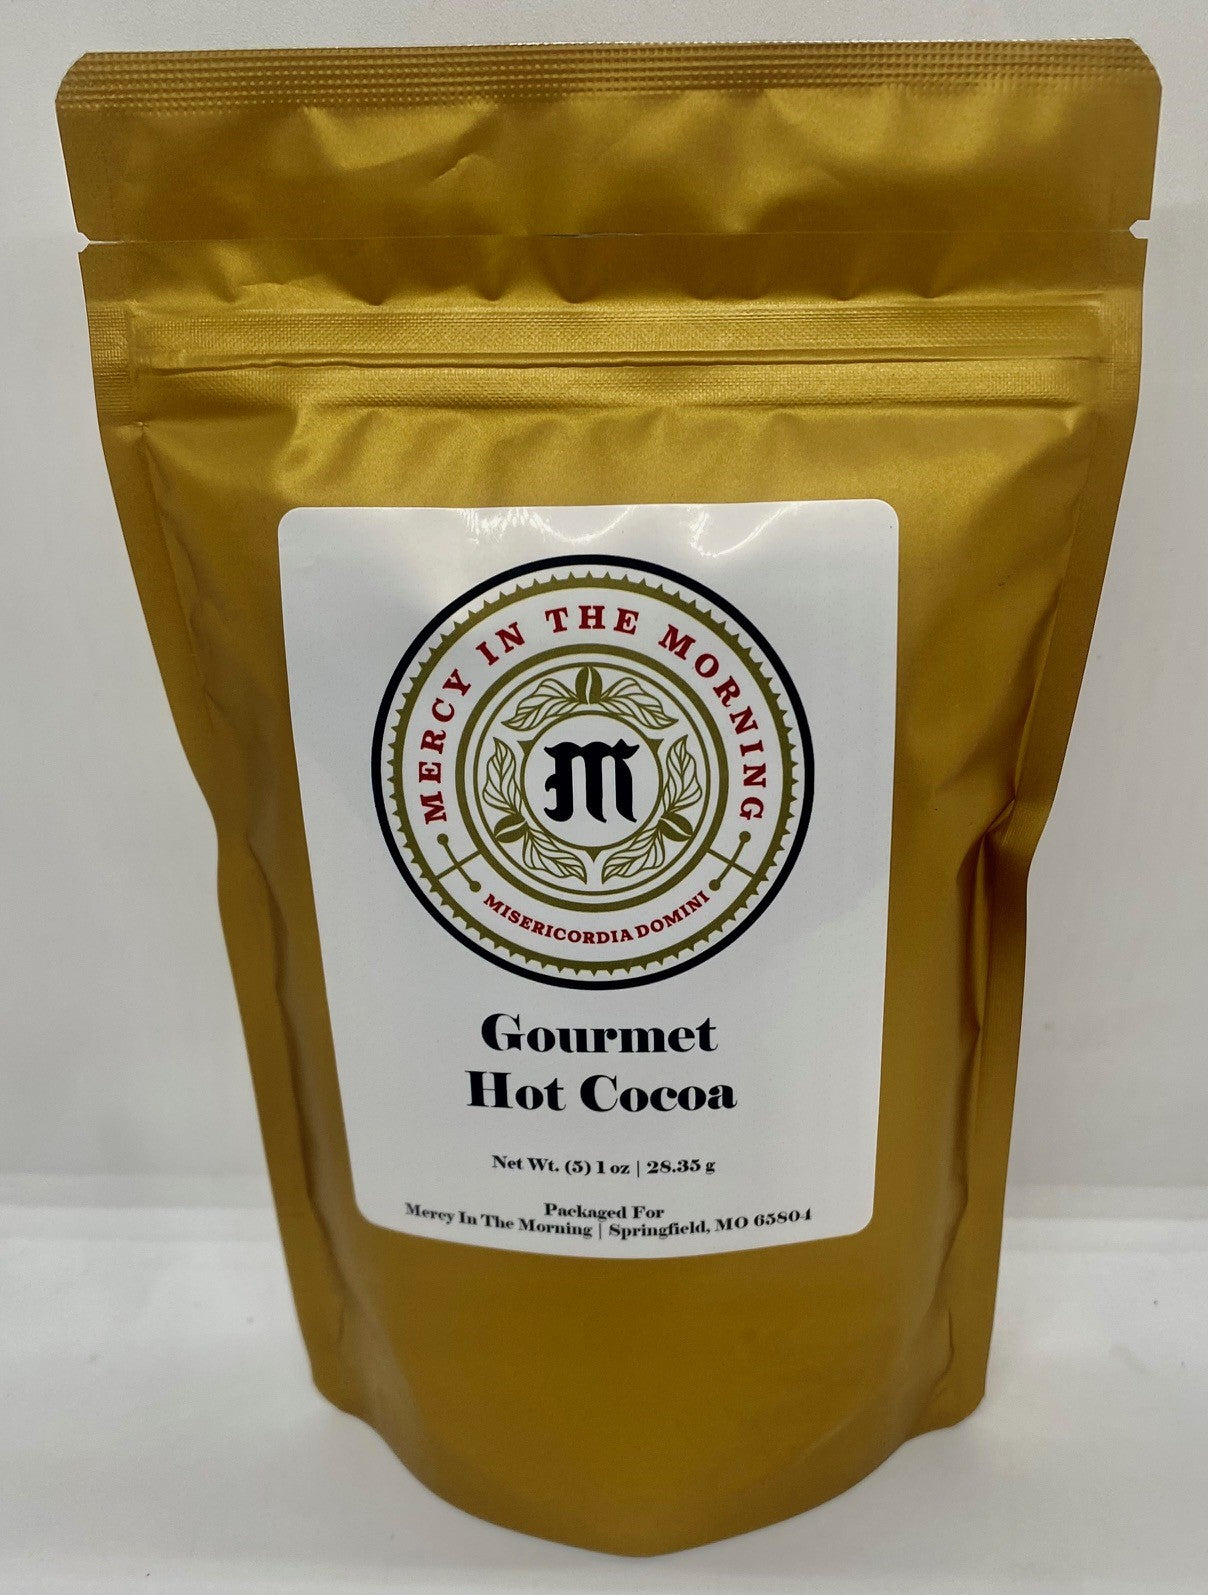 MERCY IN THE MORNING
M
MISERICORDIA DOMINI
Gourmet
Hot Cocoa
Net Wt. (5) 1 oz | 28.35 g
Packaged For
Mercy In The Morning | Springfield, MO 65804